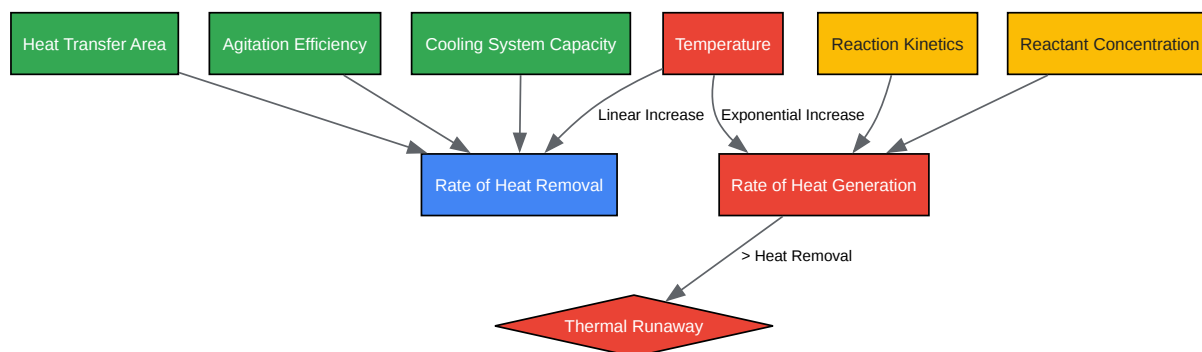 Heat Transfer Area
Agitation Efficiency
Cooling System Capacity
Temperature
Reaction Kinetics
Reactant Concentration
Linear Increase
Exponential Increase
Rate of Heat Removal
Rate of Heat Generation
> Heat Removal
Thermal Runaway